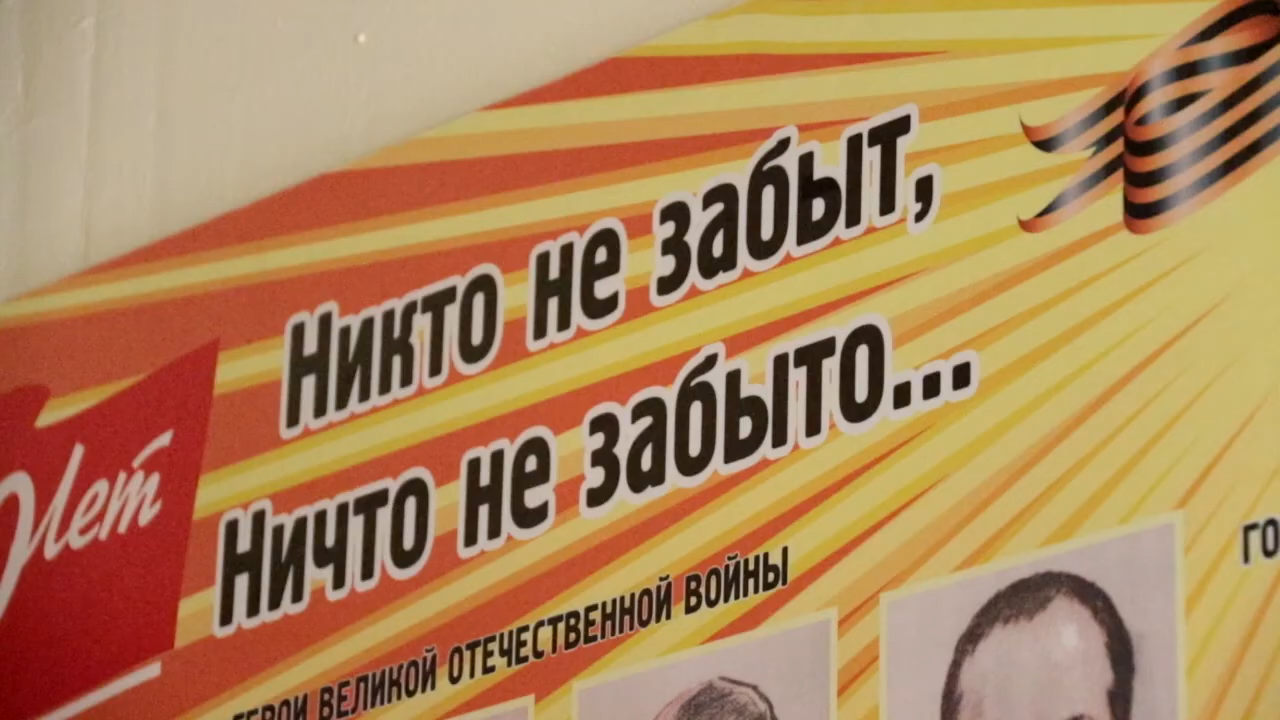 Никто не забыт,
Ничто не забыто...
Лет
ГЕРОИ ВЕЛИКОЙ ОТЕЧЕСТВЕННОЙ ВОЙНЫ